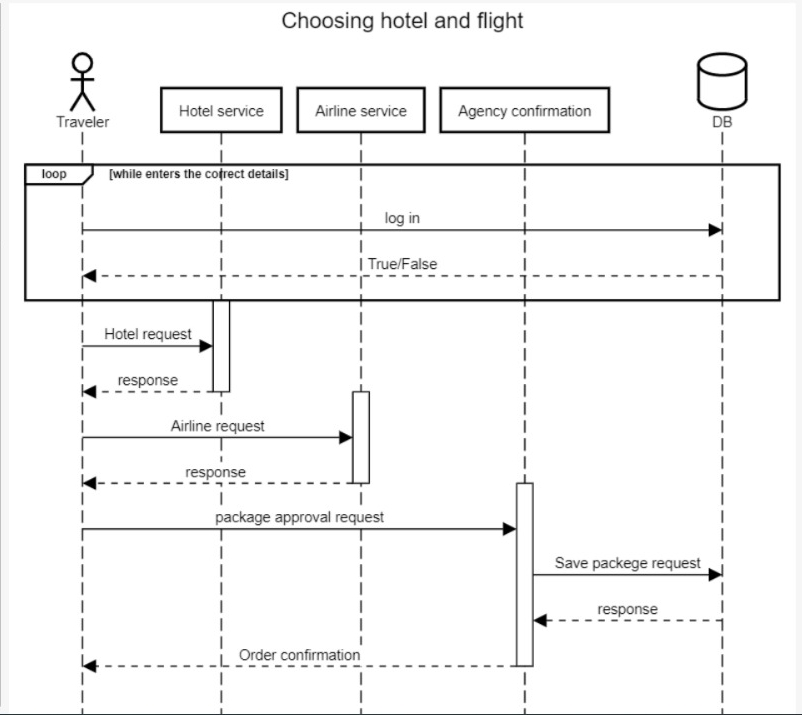 Choosing hotel and flight
Traveler
Hotel service
Airline service
Agency confirmation
DB
loop
[while enters the correct details]
log in
True/False
Hotel request
response
Airline request
response
package approval request
Save packege request
response
Order confirmation